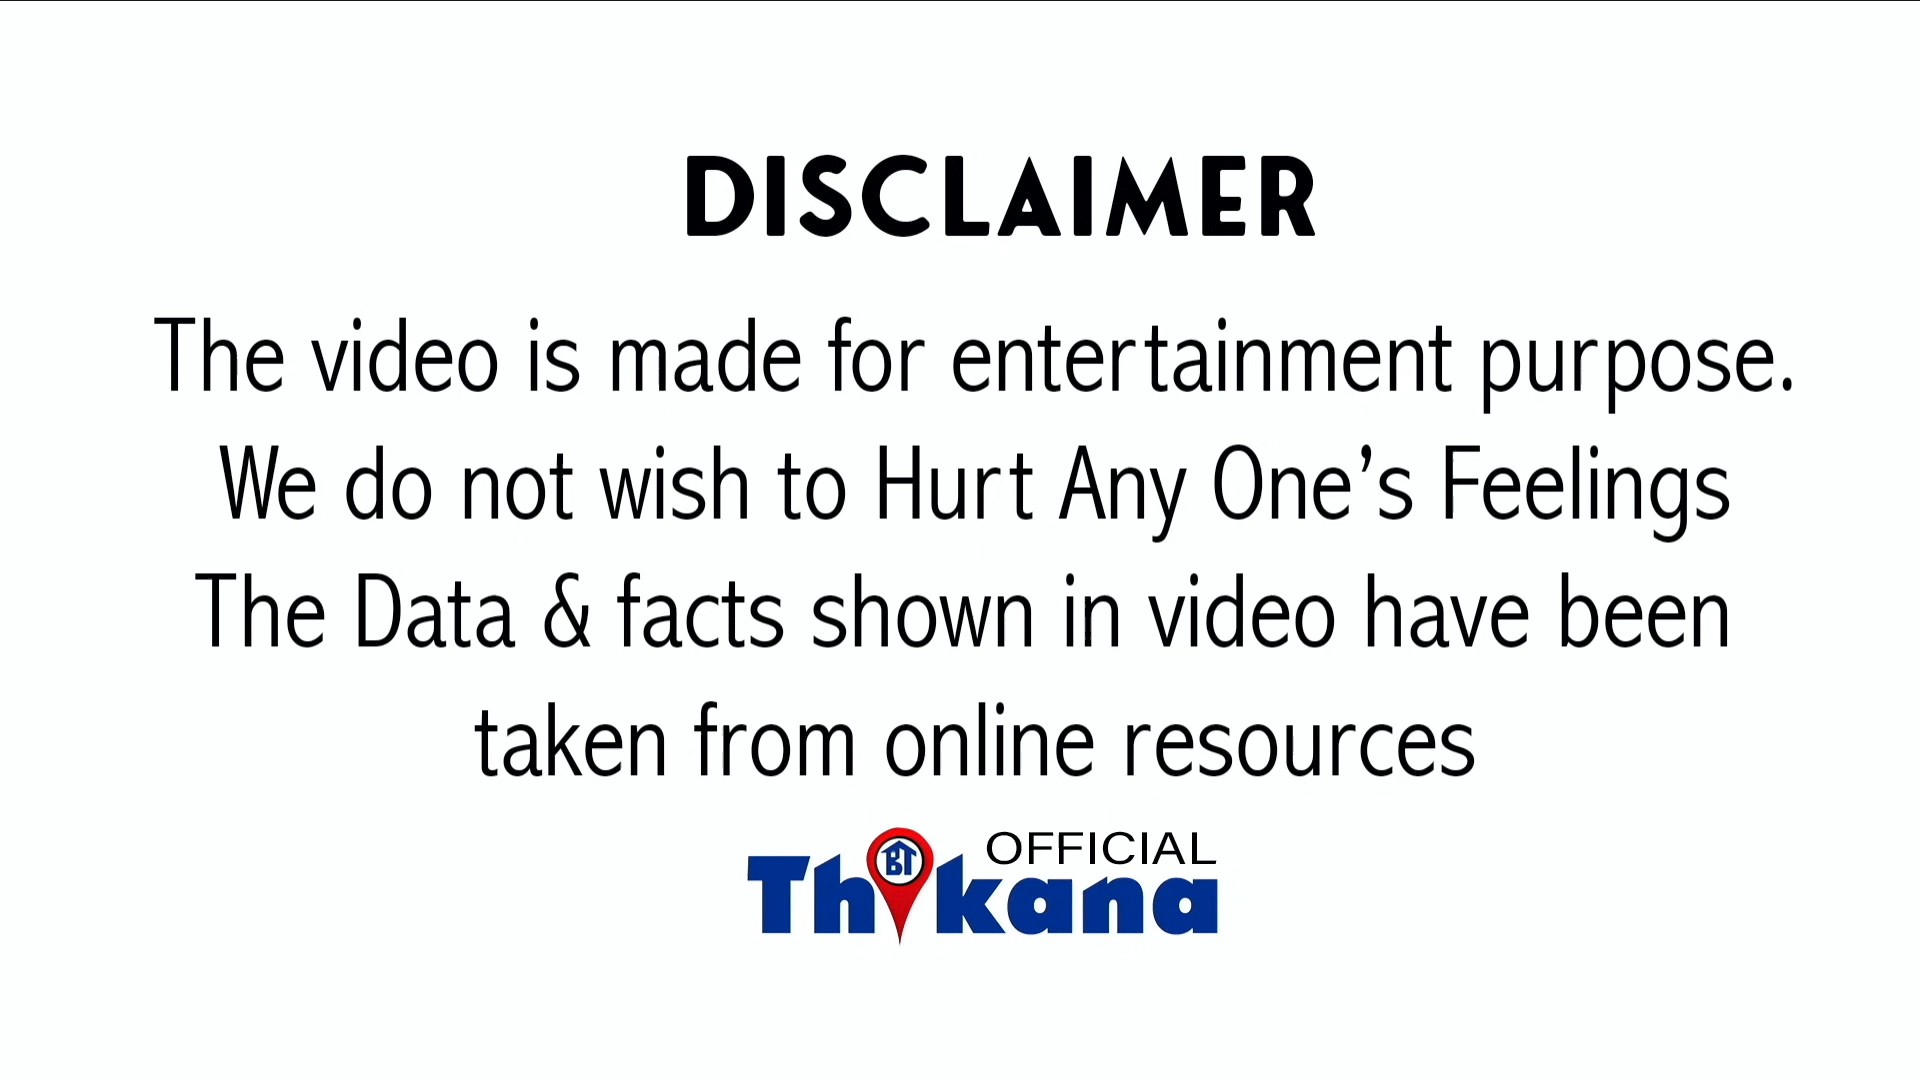 DISCLAIMER
The video is made for entertainment purpose.
We do not wish to Hurt Any One’s Feelings
The Data & facts shown in video have been
taken from online resources
OFFICIAL
BT
Thikana